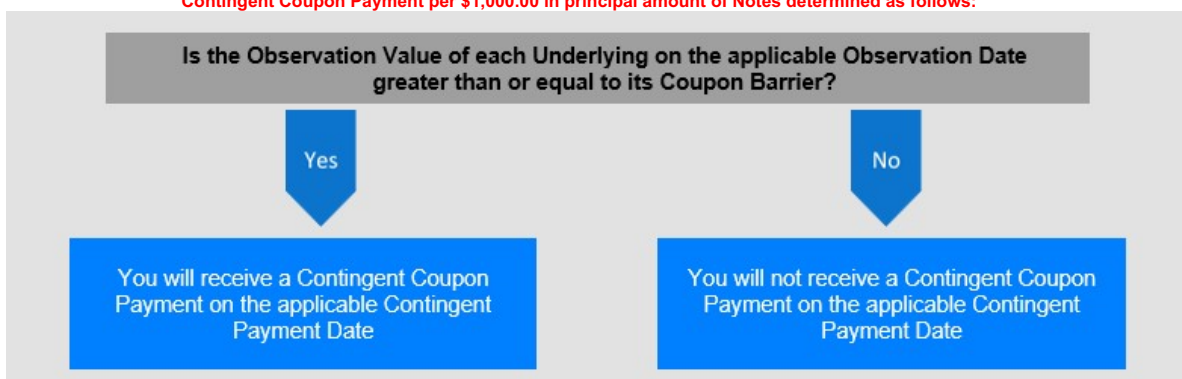 Contingent Coupon Payment per $1,000.00 in principal amount of Notes determined as follows:
Is the Observation Value of each Underlying on the applicable Observation Date
greater than or equal to its Coupon Barrier?
Yes
No
You will receive a Contingent Coupon
Payment on the applicable Contingent
Payment Date
You will not receive a Contingent Coupon
Payment on the applicable Contingent
Payment Date